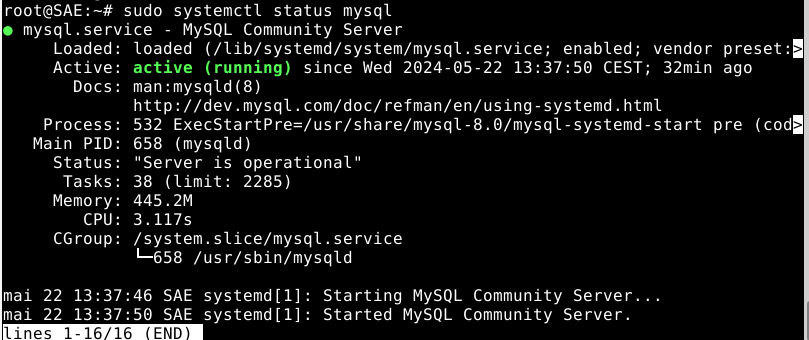 root@SAE:~# sudo systemctl status mysql
● mysql.service - MySQL Community Server
     Loaded: loaded (/lib/systemd/system/mysql.service; enabled; vendor preset:>
     Active: active (running) since Wed 2024-05-22 13:37:50 CEST; 32min ago
       Docs: man:mysqld(8)
             http://dev.mysql.com/doc/refman/en/using-systemd.html
    Process: 532 ExecStartPre=/usr/share/mysql-8.0/mysql-systemd-start pre (cod>
   Main PID: 658 (mysqld)
     Status: "Server is operational"
      Tasks: 38 (limit: 2285)
     Memory: 445.2M
        CPU: 3.117s
     CGroup: /system.slice/mysql.service
             └─658 /usr/sbin/mysqld

mai 22 13:37:46 SAE systemd[1]: Starting MySQL Community Server...
mai 22 13:37:50 SAE systemd[1]: Started MySQL Community Server.
lines 1-16/16 (END)